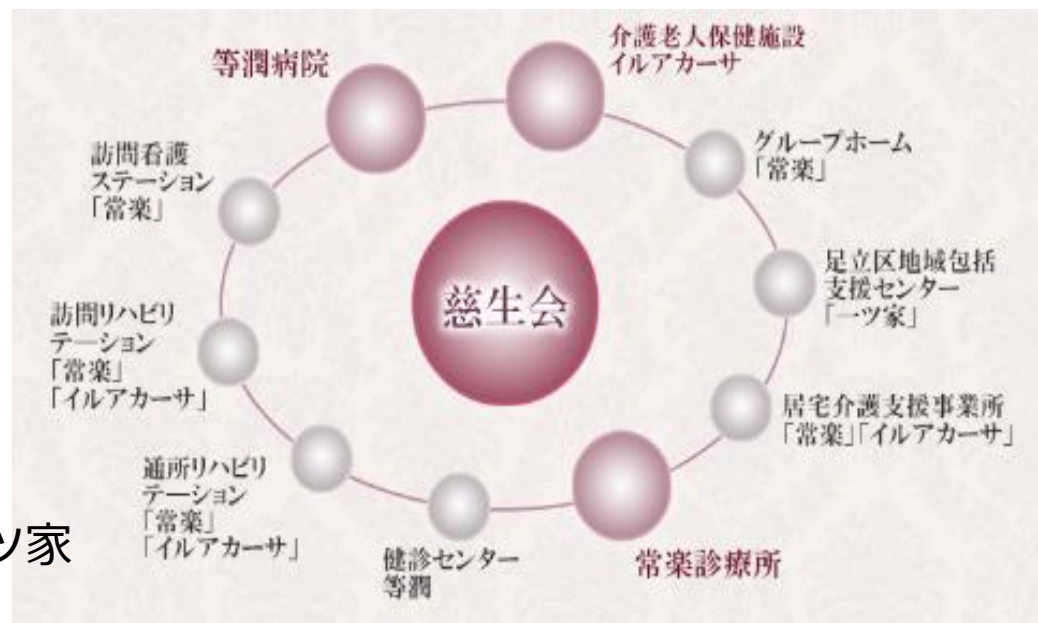 等潤病院
介護老人保健施設
イルアカーサ
グループホーム
「常楽」
訪問看護
ステーション
「常楽」
足立区地域包括
支援センター
「一ツ家」
慈生会
訪問リハビリ
テーション
「常楽」
「イルアカーサ」
居宅介護支援事業所
「常楽」「イルアカーサ」
通所リハビリ
テーション
「常楽」
「イルアカーサ」
ツ家
健診センター
等潤
常楽診療所